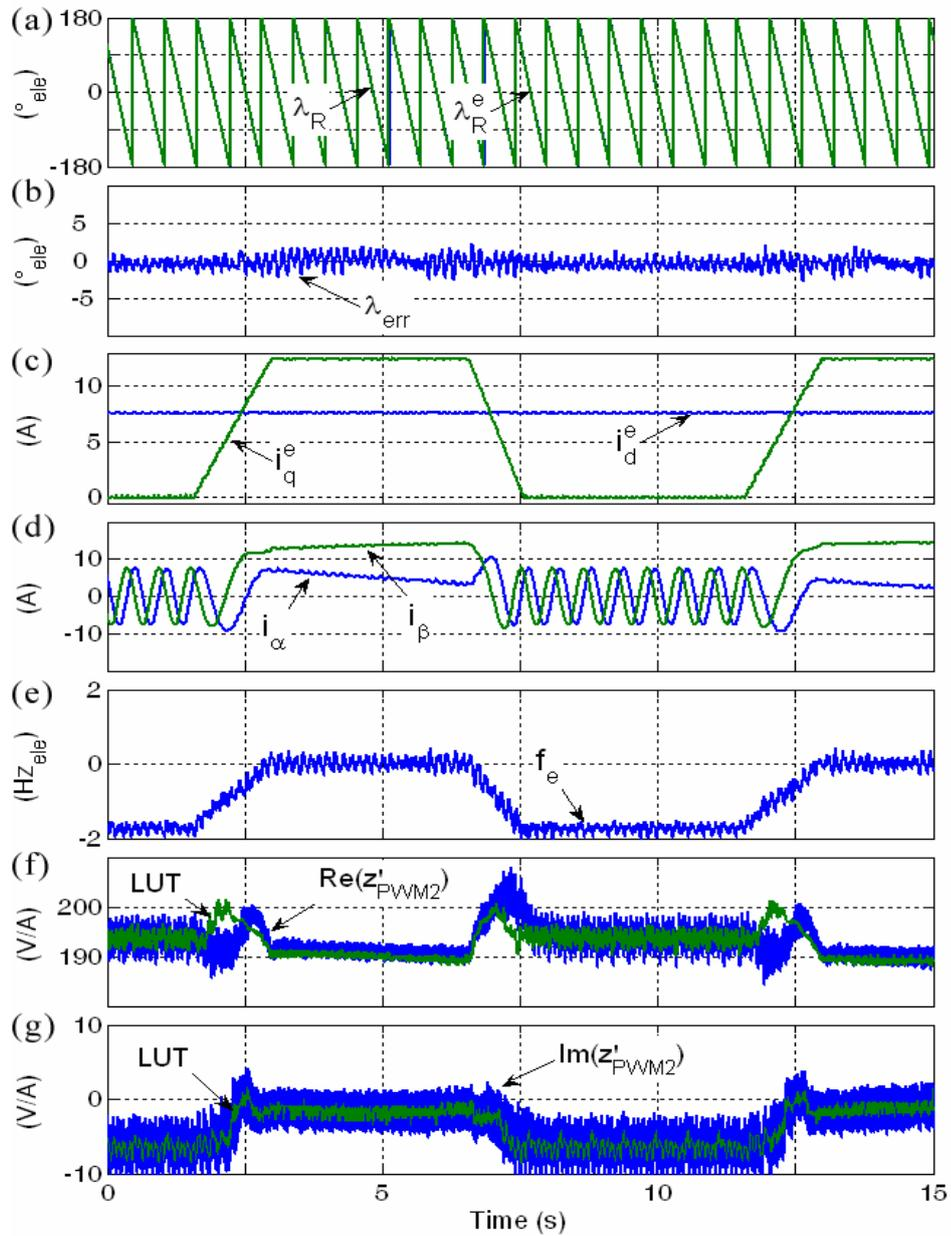 (a) 180
(°ele) 0
λR λeR
-180
(b)
5
(°ele) 0
-5
λerr
(c)
10
(A) 5
ieq ied
0
(d)
10
(A) 0
-10
iα iβ
(e) 2
(Hzele) 0
fe
-2
(f)
LUT Re(z'PWM2)
200
(V/A)
190
(g) 10
LUT Im(z'PWM2)
(V/A) 0
-10
0 5 10 15
Time (s)